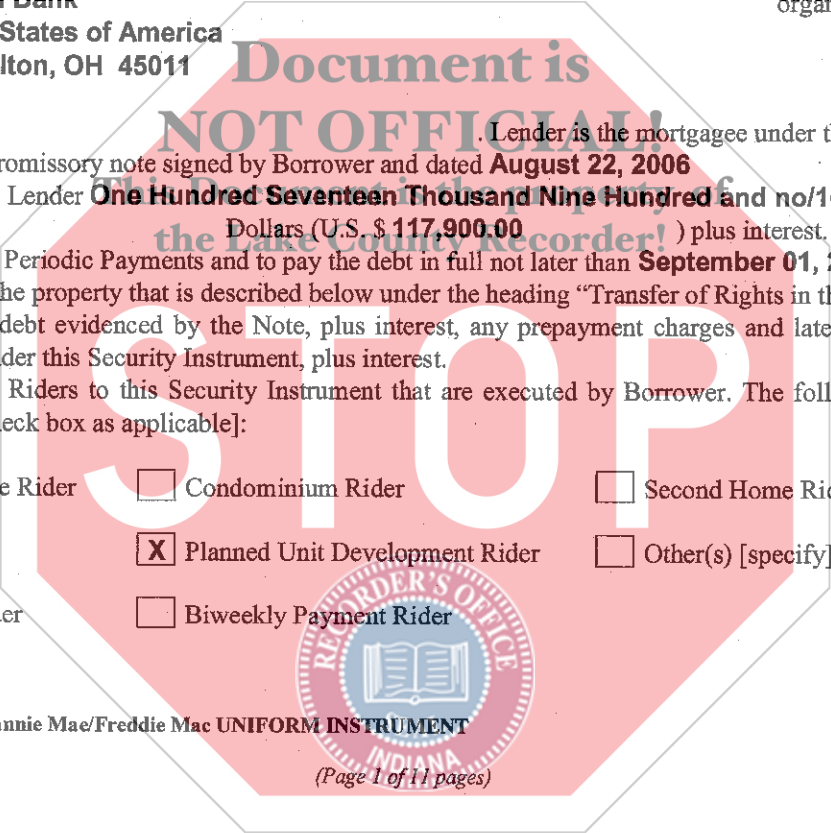 Bank
organ
States of America
lton, OH 45011
Document is
NOT OFFICIAL!
. Lender is the mortgagee under t
romissory note signed by Borrower and dated August 22, 2006
This Document is the property of
Lender One Hundred Seventeen Thousand Nine Hundred and no/1
the Lake County Recorder!
Dollars (U.S. $ 117,900.00 ) plus interest.
Periodic Payments and to pay the debt in full not later than September 01, 2
he property that is described below under the heading “Transfer of Rights in th
debt evidenced by the Note, plus interest, any prepayment charges and late
der this Security Instrument, plus interest.
Riders to this Security Instrument that are executed by Borrower. The foll
eck box as applicable]:
STOP
e Rider Condominium Rider Second Home Rid
X Planned Unit Development Rider Other(s) [specify]
er Biweekly Payment Rider
RECORDER'S OFFICE
INDIANA
annie Mae/Freddie Mac UNIFORM INSTRUMENT
(Page 1 of 11 pages)